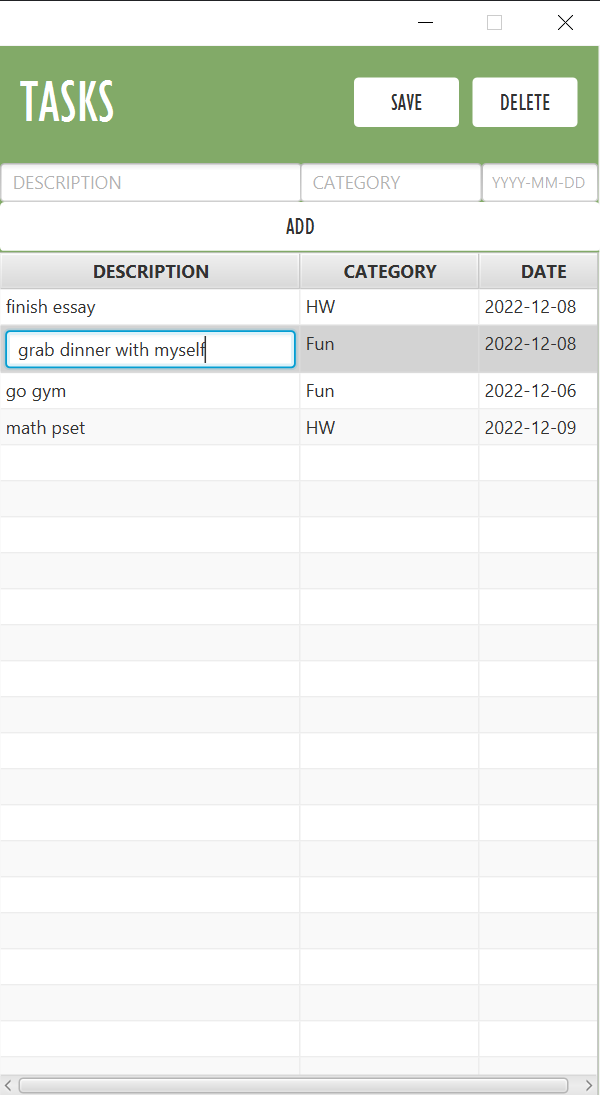 TASKS
SAVE DELETE
DESCRIPTION CATEGORY YYYY-MM-DD
ADD
DESCRIPTION CATEGORY DATE
finish essay HW 2022-12-08
grab dinner with myself Fun 2022-12-08
go gym Fun 2022-12-06
math pset HW 2022-12-09